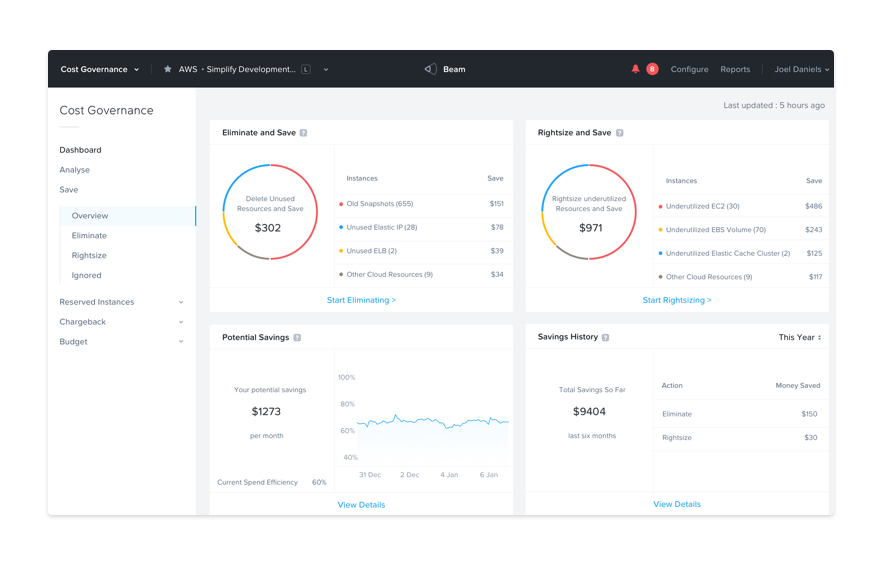 Cost Governance
AWS • Simplify Development... L
Beam
8
Configure
Reports
Joel Daniels
Cost Governance
Dashboard
Analyse
Save
Overview
Eliminate
Rightsize
Ignored
Reserved Instances
Chargeback
Budget
Last updated : 5 hours ago
Eliminate and Save ?
Delete Unused
Resources and Save
$302
Instances Save
Old Snapshots (655) $151
Unused Elastic IP (28) $78
Unused ELB (2) $39
Other Cloud Resources (9) $34
Start Eliminating >
Rightsize and Save ?
Rightsize underutilized
Resources and Save
$971
Instances Save
Underutilized EC2 (30) $486
Underutilized EBS Volume (70) $243
Underutilized Elastic Cache Cluster (2) $125
Other Cloud Resources (9) $117
Start Rightsizing >
Potential Savings ?
Your potential savings
$1273
per month
Current Spend Efficiency 60%
100%
80%
60%
40%
31 Dec 2 Dec 4 Jan 6 Jan
View Details
Savings History ?
This Year
Total Savings So Far
$9404
last six months
Action Money Saved
Eliminate $150
Rightsize $30
View Details